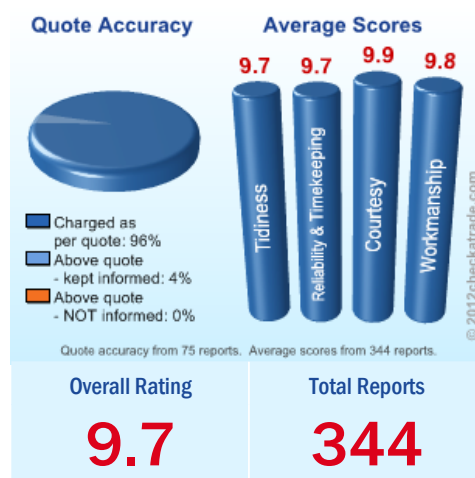 Quote Accuracy
Average Scores
9.7
9.7
9.9
9.8
Tidiness
Reliability & Timekeeping
Courtesy
Workmanship
Charged as
per quote: 96%
Above quote
- kept informed: 4%
Above quote
- NOT informed: 0%
© 2012checkatrade.com
Quote accuracy from 75 reports. Average scores from 344 reports.
Overall Rating
Total Reports
9.7
344